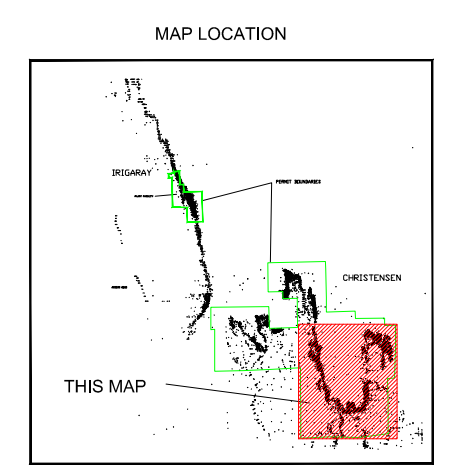 MAP LOCATION
IRIGARAY
PERMIT BOUNDARIES
CHRISTENSEN
THIS MAP